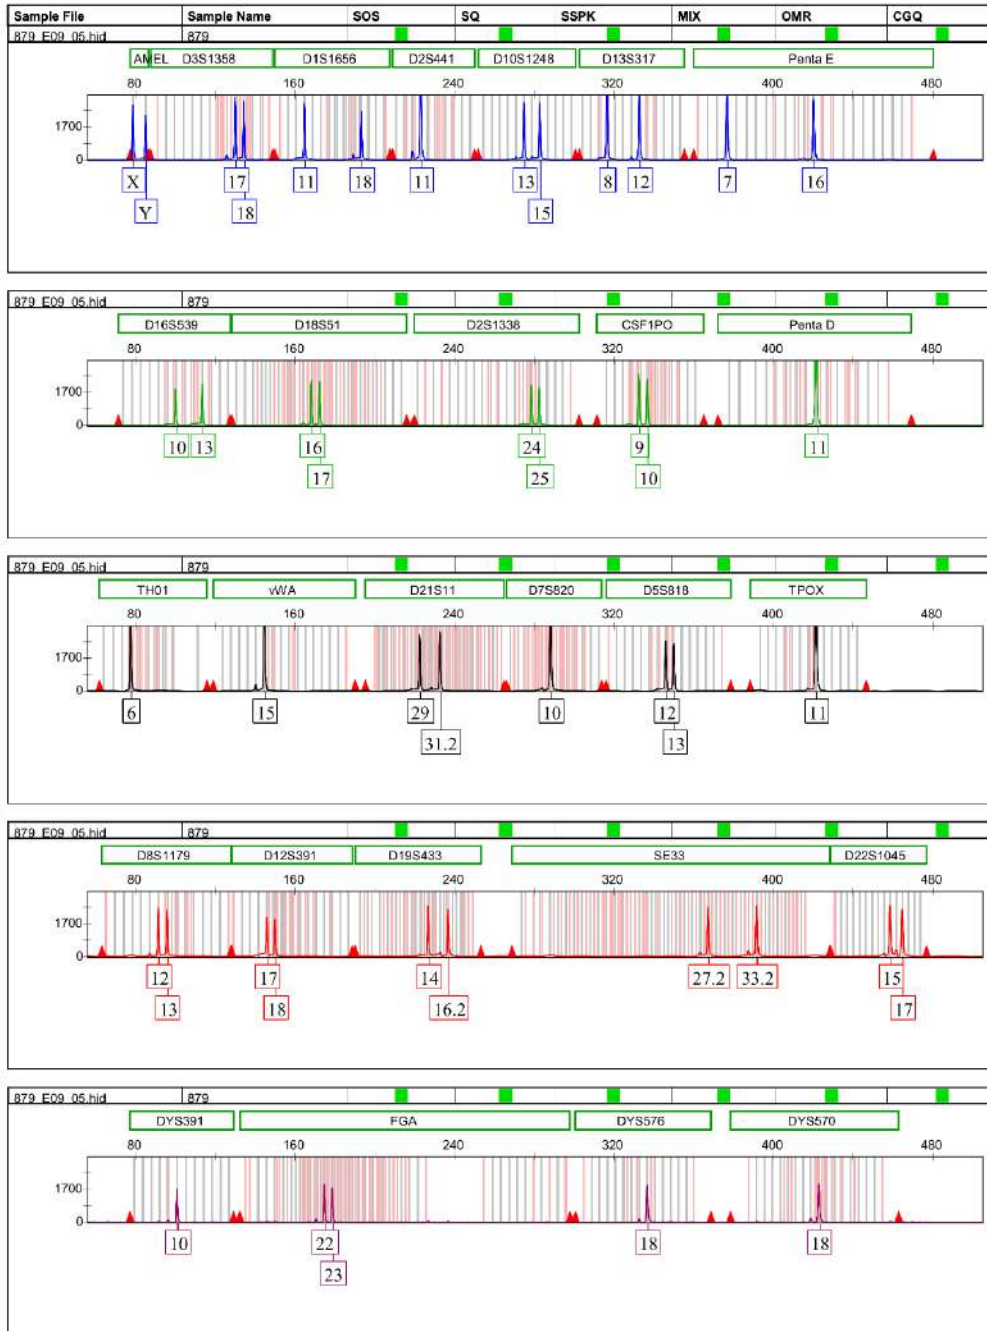 Sample File Sample Name SOS SQ SSPK MIX OMR CGQ
879_E09_05.hid 879
AMEL D3S1358 D1S1656 D2S441 D10S1248 D13S317 Penta E
80 160 240 320 400 480
1700
0
X 17 11 18 11 13 8 12 7 16
Y 18 15
879_E09_05.hid 879
D16S539 D18S51 D2S1338 CSF1PO Penta D
80 160 240 320 400 480
1700
0
10 13 16 24 9 11
17 25 10
879_E09_05.hid 879
TH01 vWA D21S11 D7S820 D5S818 TPOX
80 160 240 320 400 480
1700
0
6 15 29 10 12 11
31.2 13
879_E09_05.hid 879
D8S1179 D12S391 D19S433 SE33 D22S1045
80 160 240 320 400 480
1700
0
12 17 14 27.2 33.2 15
13 18 16.2 17
879_E09_05.hid 879
DYS391 FGA DYS576 DYS570
80 160 240 320 400 480
1700
0
10 22 18 18
23